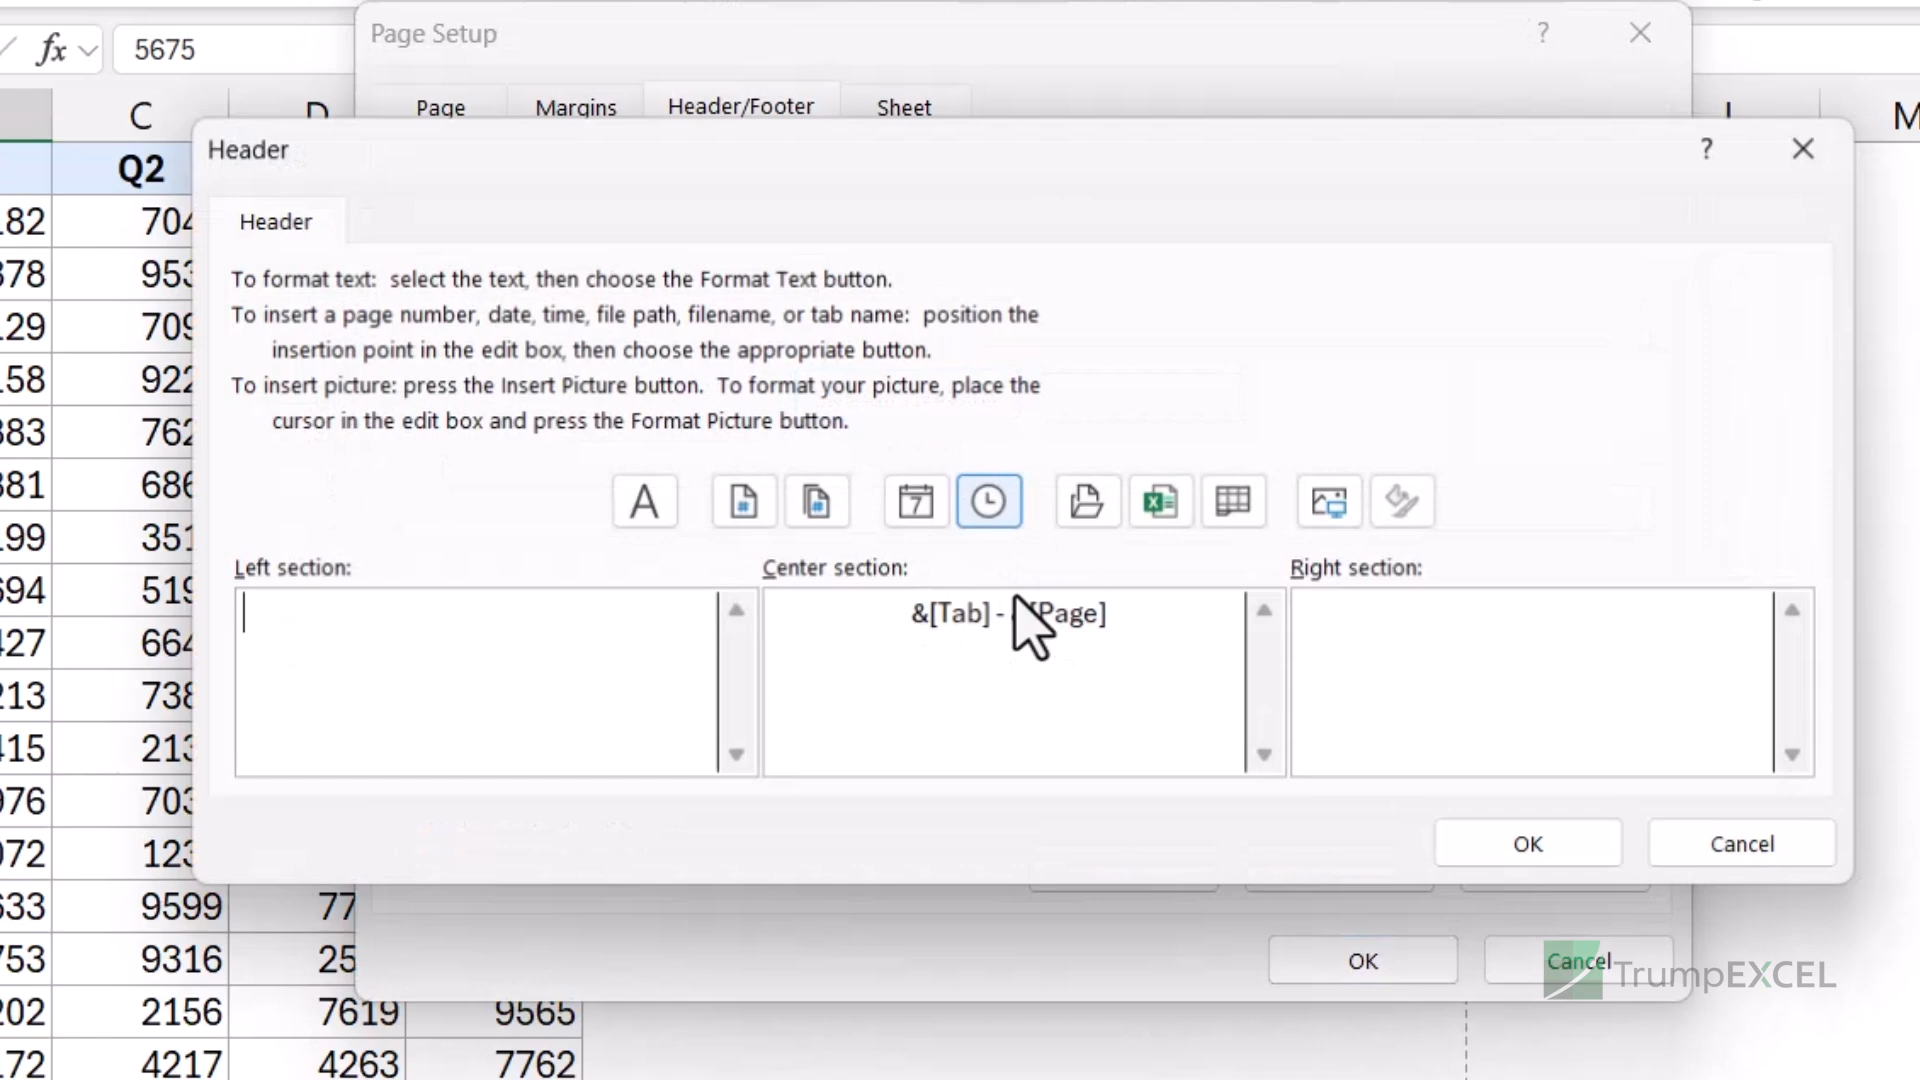 Page Setup ?
fx 5675
Page Margins Header/Footer Sheet
C
Q2
Header ?
Header
To format text: select the text, then choose the Format Text button.
To insert a page number, date, time, file path, filename, or tab name: position the
insertion point in the edit box, then choose the appropriate button.
To insert picture: press the Insert Picture button. To format your picture, place the
cursor in the edit box and press the Format Picture button.
A # # 7
Left section: Center section: Right section:
&[Tab] - [Page]
OK Cancel
OK Cancel
TrumpEXCEL
9599
9316
2156 7619 9565
4217 4263 7762